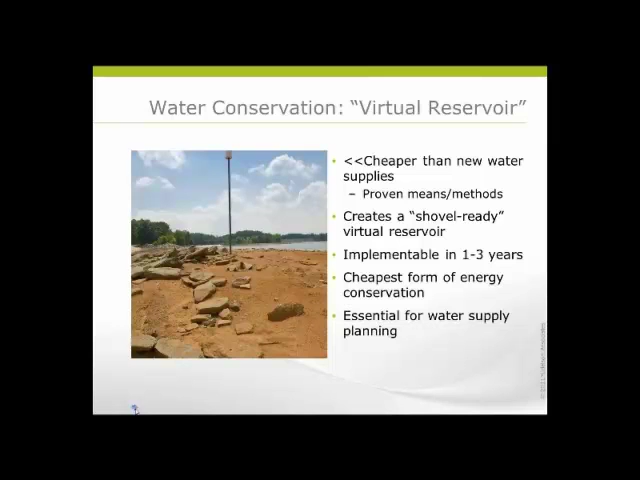 Water Conservation: “Virtual Reservoir”
<<Cheaper than new water
supplies
– Proven means/methods
Creates a “shovel-ready”
virtual reservoir
Implementable in 1-3 years
Cheapest form of energy
conservation
Essential for water supply
planning